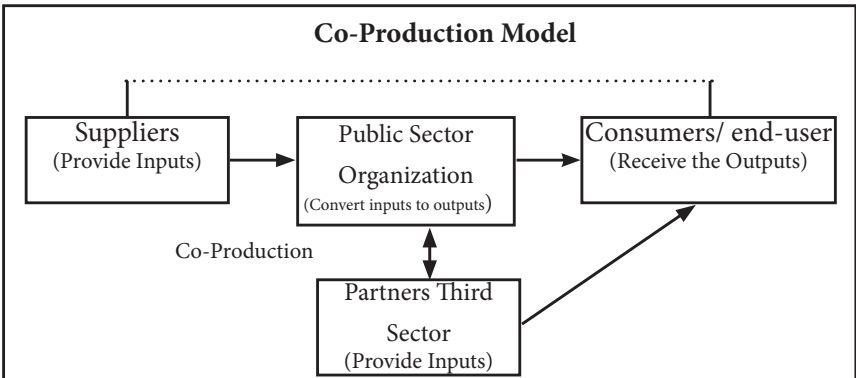 Co-Production Model
Suppliers
(Provide Inputs)
Public Sector
Organization
(Convert inputs to outputs)
Consumers/ end-user
(Receive the Outputs)
Co-Production
Partners Third
Sector
(Provide Inputs)